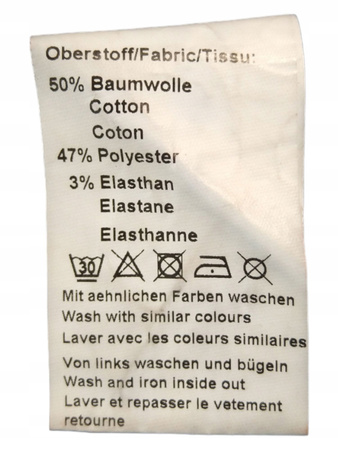 Oberstoff/Fabric/Tissu:
50% Baumwolle
Cotton
Coton
47% Polyester
3% Elasthan
Elastane
Elasthanne
30
Mit aehnlichen Farben waschen
Wash with similar colours
Laver avec les coleurs similaires
Von links waschen und bügeln
Wash and iron inside out
Laver et repasser le vetement
retourne